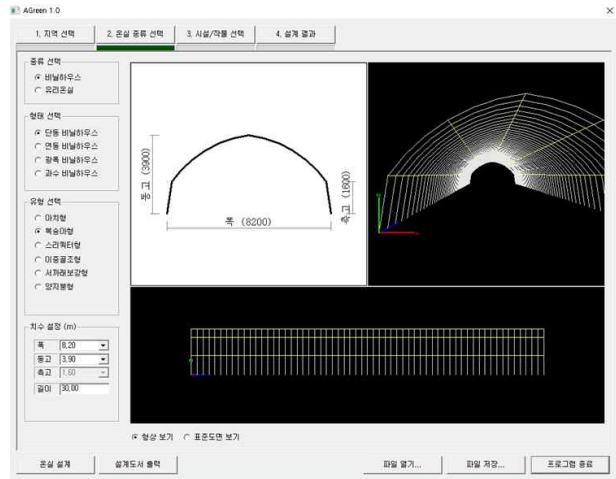 AGreen 1.0
1. 지역 선택
2. 온실 종류 선택
3. 시설/작물 선택
4. 설계 결과
종류 선택
비닐하우스
유리온실
형태 선택
단동 비닐하우스
연동 비닐하우스
광폭 비닐하우스
과수 비닐하우스
유형 선택
아치형
복숭아형
스리쿼터형
이중골조형
서까래보강형
양지붕형
치수 설정 (m)
폭 8,20
동고 3,90
측고 1,60
길이 30,00
동고 (3900)
폭 (8200)
측고 (1600)
형상 보기
표준도면 보기
온실 설계
설계도서 출력
파일 열기...
파일 저장...
프로그램 종료